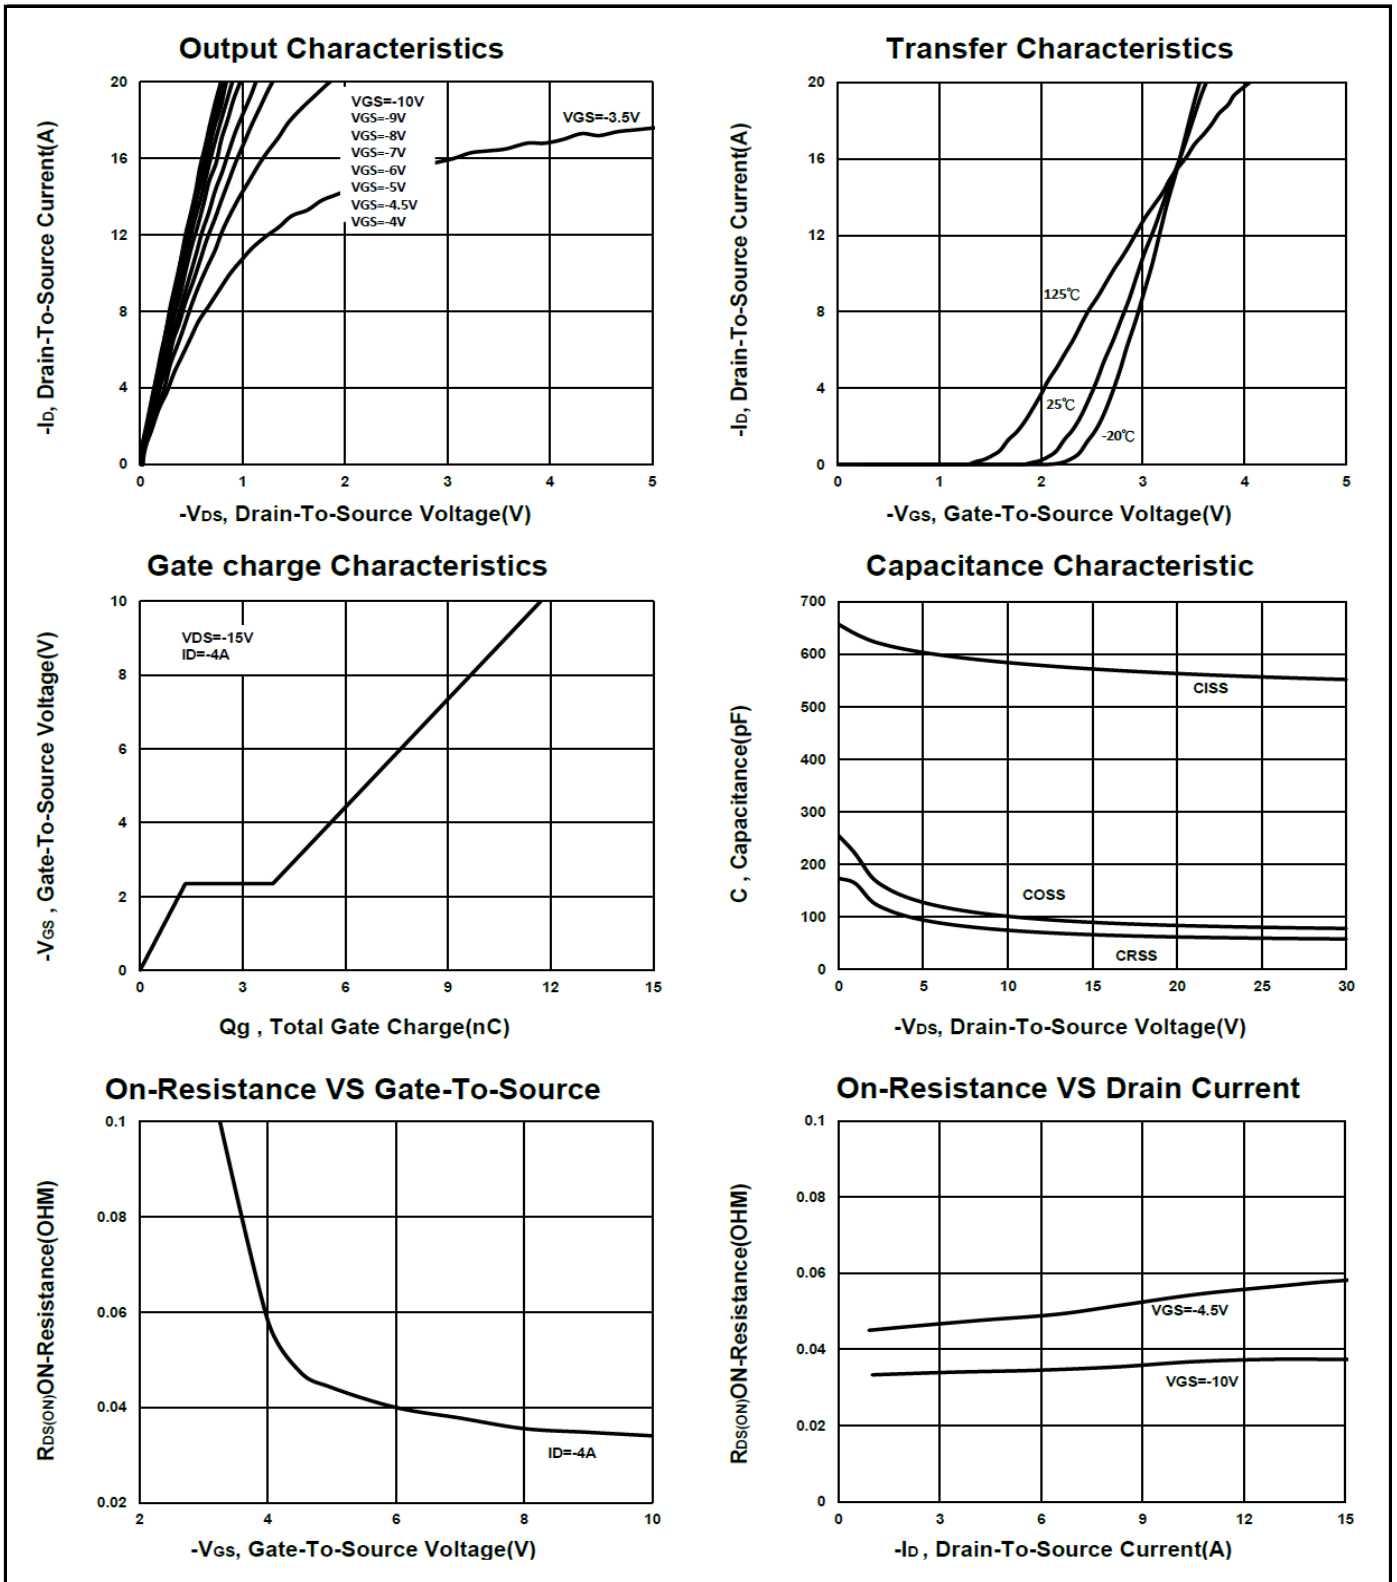 Output Characteristics
20
16
12
8
4
0
0 1 2 3 4 5
-ID, Drain-To-Source Current(A)
VGS=-10V
VGS=-9V
VGS=-8V
VGS=-7V
VGS=-6V
VGS=-5V
VGS=-4.5V
VGS=-4V
VGS=-3.5V
-VDS, Drain-To-Source Voltage(V)
Transfer Characteristics
20
16
12
8
4
0
0 1 2 3 4 5
-ID, Drain-To-Source Current(A)
125℃
25℃
-20℃
-VGS, Gate-To-Source Voltage(V)
Gate charge Characteristics
10
8
6
4
2
0
0 3 6 9 12 15
-VGS , Gate-To-Source Voltage(V)
VDS=-15V
ID=-4A
Qg , Total Gate Charge(nC)
Capacitance Characteristic
700
600
500
400
300
200
100
0
0 5 10 15 20 25 30
C , Capacitance(pF)
CISS
COSS
CRSS
-VDS, Drain-To-Source Voltage(V)
On-Resistance VS Gate-To-Source
0.1
0.08
0.06
0.04
0.02
2 4 6 8 10
RDS(ON)ON-Resistance(OHM)
ID=-4A
-VGS, Gate-To-Source Voltage(V)
On-Resistance VS Drain Current
0.1
0.08
0.06
0.04
0.02
0
0 3 6 9 12 15
RDS(ON)ON-Resistance(OHM)
VGS=-4.5V
VGS=-10V
-ID , Drain-To-Source Current(A)